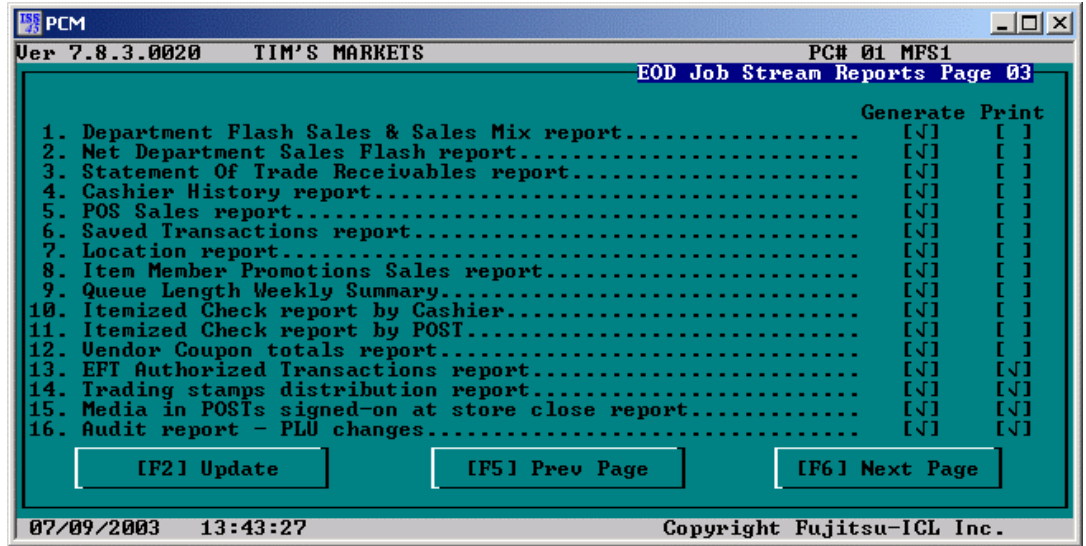 ISS 45 PCM
Ver 7.8.3.0020 TIM'S MARKETS PC# 01 MFS1
EOD Job Stream Reports Page 03
Generate Print
1. Department Flash Sales & Sales Mix report................... [√] [ ]
2. Net Department Sales Flash report............................... [√] [ ]
3. Statement Of Trade Receivables report......................... [√] [ ]
4. Cashier History report............................................... [√] [ ]
5. POS Sales report........................................................ [√] [ ]
6. Saved Transactions report.......................................... [√] [ ]
7. Location report.......................................................... [√] [ ]
8. Item Member Promotions Sales report............................ [√] [ ]
9. Queue Length Weekly Summary....................................... [√] [ ]
10. Itemized Check report by Cashier................................ [√] [ ]
11. Itemized Check report by POST.................................... [√] [ ]
12. Vendor Coupon totals report....................................... [√] [ ]
13. EFT Authorized Transactions report.............................. [√] [√]
14. Trading stamps distribution report.............................. [√] [√]
15. Media in POSTs signed-on at store close report............. [√] [√]
16. Audit report - PLU changes........................................ [√] [√]
[F2] Update [F5] Prev Page [F6] Next Page
07/09/2003 13:43:27 Copyright Fujitsu-ICL Inc.